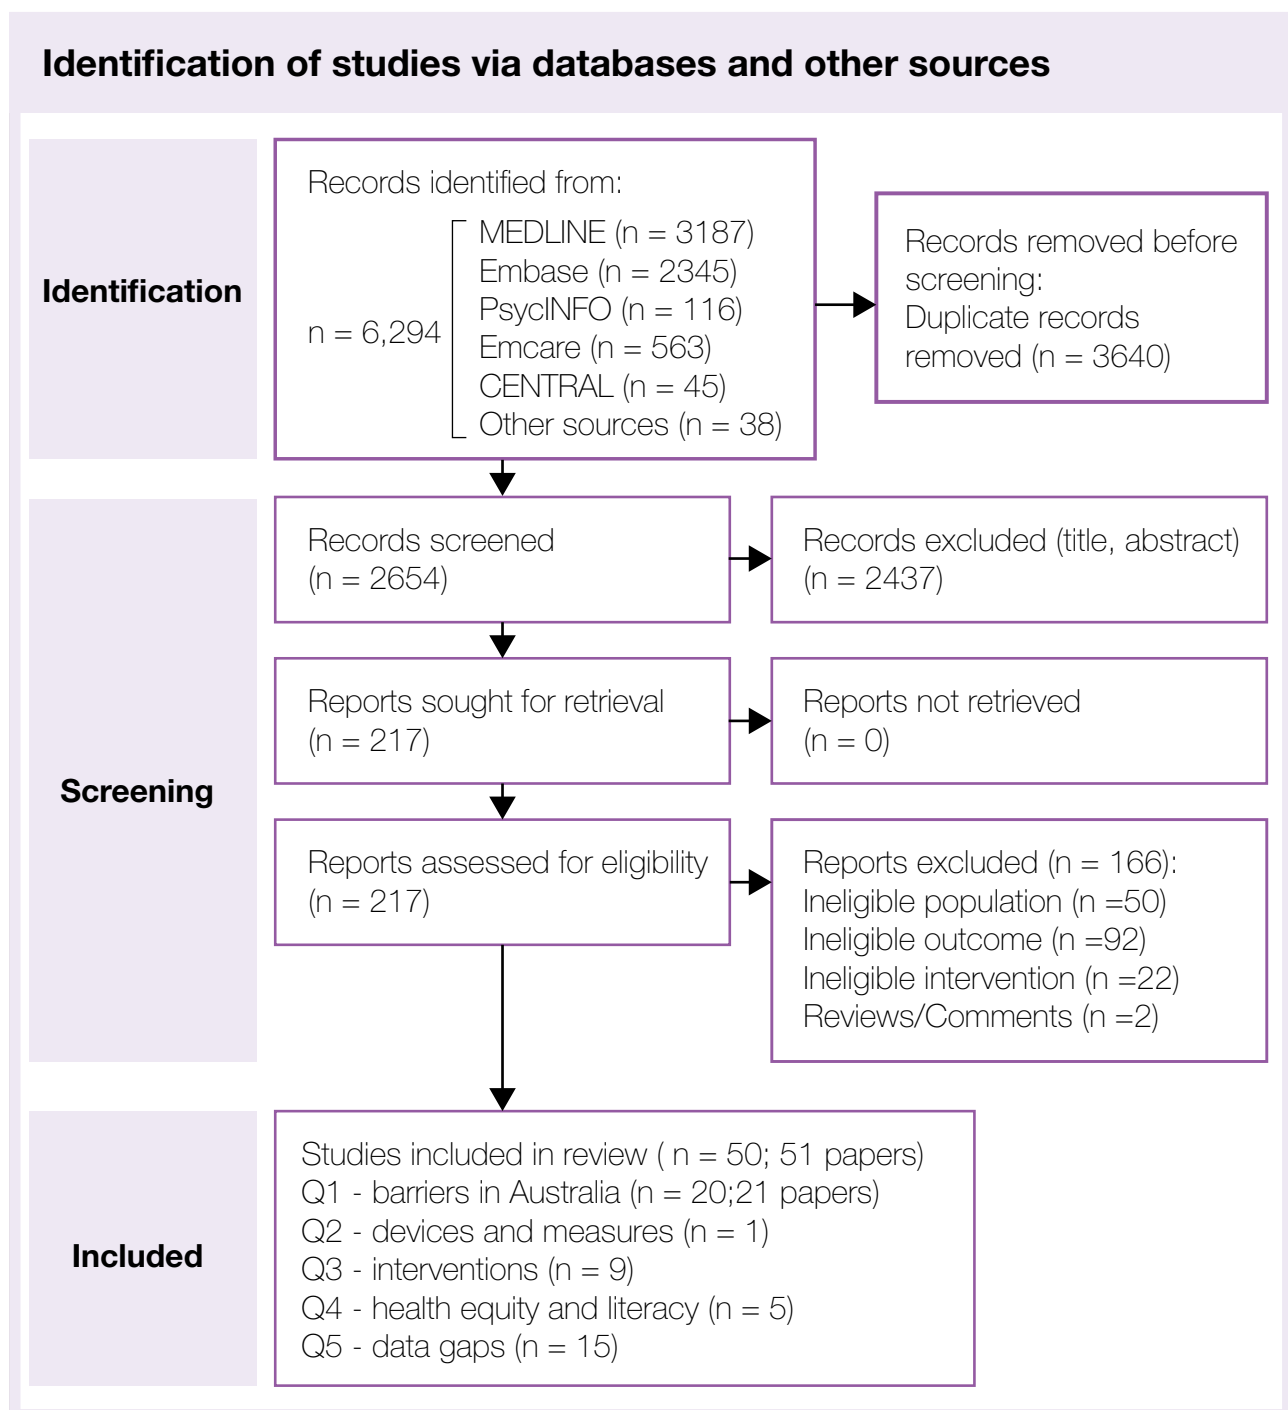 Identification of studies via databases and other sources
Identification
Records identified from:
n = 6,294
MEDLINE (n = 3187)
Embase (n = 2345)
PsycINFO (n = 116)
Emcare (n = 563)
CENTRAL (n = 45)
Other sources (n = 38)
Records removed before
screening:
Duplicate records
removed (n = 3640)
Screening
Records screened
(n = 2654)
Records excluded (title, abstract)
(n = 2437)
Reports sought for retrieval
(n = 217)
Reports not retrieved
(n = 0)
Reports assessed for eligibility
(n = 217)
Reports excluded (n = 166):
Ineligible population (n =50)
Ineligible outcome (n =92)
Ineligible intervention (n =22)
Reviews/Comments (n =2)
Included
Studies included in review ( n = 50; 51 papers)
Q1 - barriers in Australia (n = 20;21 papers)
Q2 - devices and measures (n = 1)
Q3 - interventions (n = 9)
Q4 - health equity and literacy (n = 5)
Q5 - data gaps (n = 15)